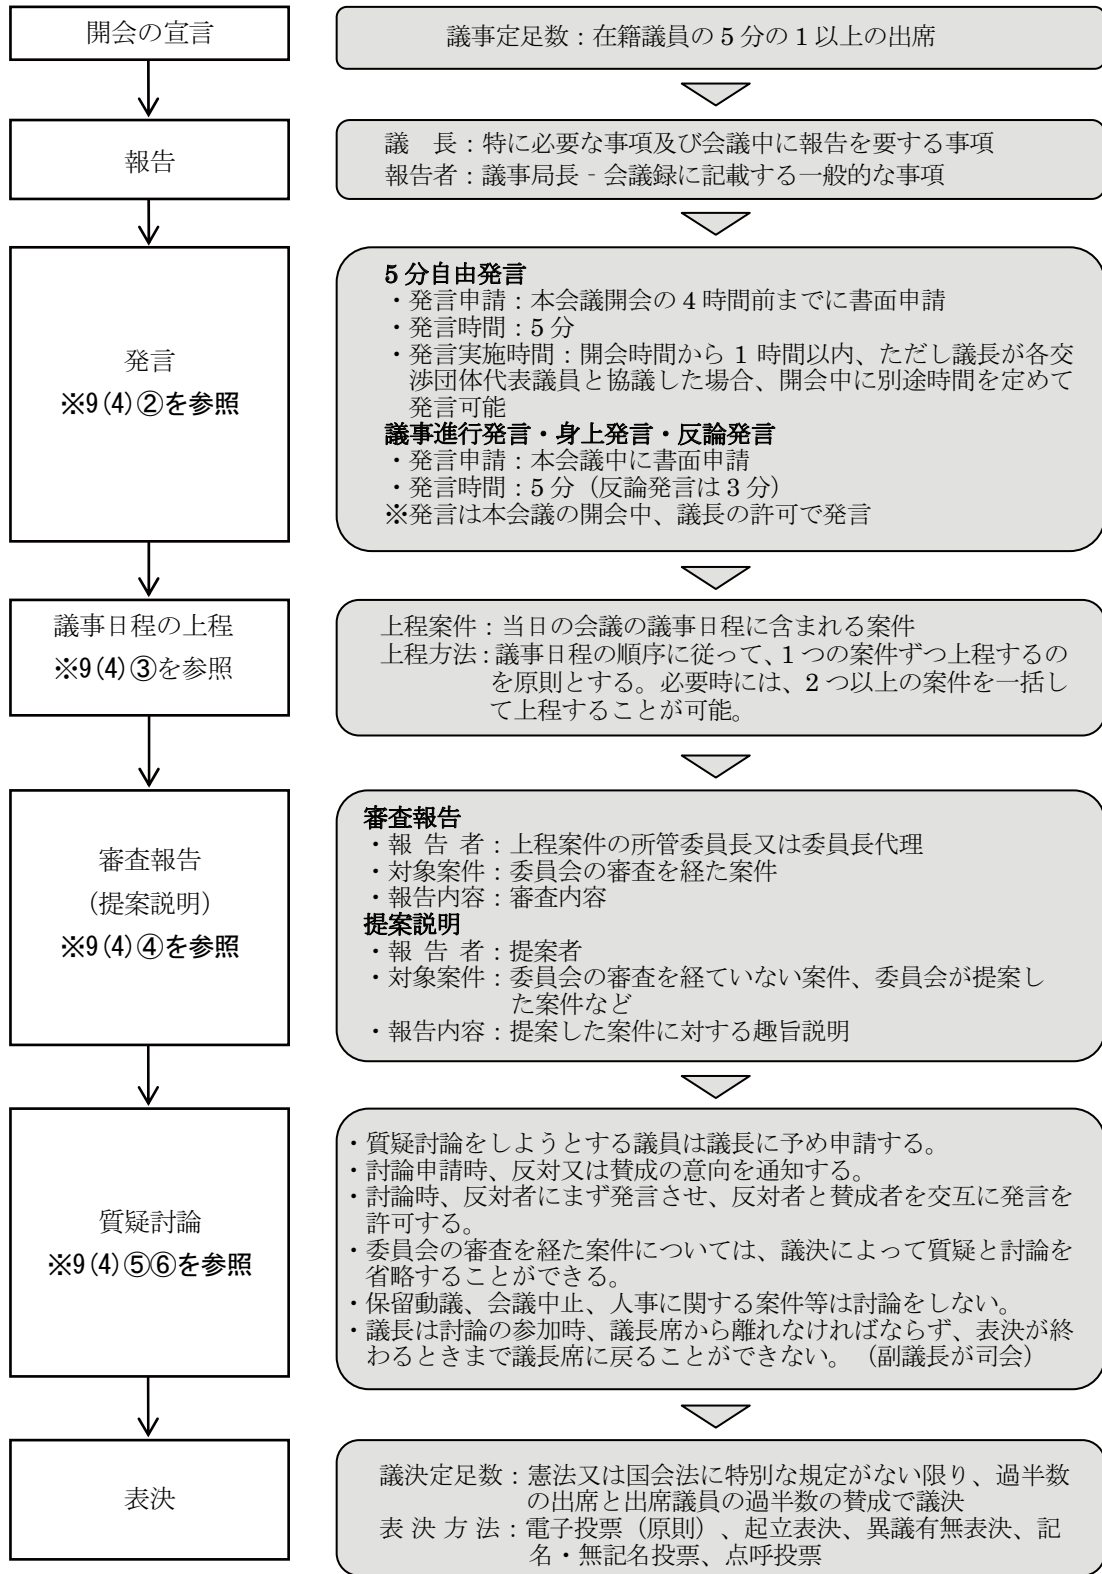 開会の宣言
議事定足数：在籍議員の 5 分の 1 以上の出席
報告
議　長：特に必要な事項及び会議中に報告を要する事項
報告者：議事局長 - 会議録に記載する一般的な事項
発言
※9(4)②を参照
5 分自由発言
・発言申請：本会議開会の 4 時間前までに書面申請
・発言時間：5 分
・発言実施時間：開会時間から 1 時間以内、ただし議長が各交
渉団体代表議員と協議した場合、開会中に別途時間を定めて
発言可能
議事進行発言・身上発言・反論発言
・発言申請：本会議中に書面申請
・発言時間：5 分（反論発言は 3 分）
※発言は本会議の開会中、議長の許可で発言
議事日程の上程
※9(4)③を参照
上程案件：当日の会議の議事日程に含まれる案件
上程方法：議事日程の順序に従って、1 つの案件ずつ上程するの
を原則とする。必要時には、2 つ以上の案件を一括し
て上程することが可能。
審査報告
（提案説明）
※9(4)④を参照
審査報告
・報 告 者：上程案件の所管委員長又は委員長代理
・対象案件：委員会の審査を経た案件
・報告内容：審査内容
提案説明
・報 告 者：提案者
・対象案件：委員会の審査を経ていない案件、委員会が提案し
た案件など
・報告内容：提案した案件に対する趣旨説明
質疑討論
※9(4)⑤⑥を参照
・質疑討論をしようとする議員は議長に予め申請する。
・討論申請時、反対又は賛成の意向を通知する。
・討論時、反対者にまず発言させ、反対者と賛成者を交互に発言を
許可する。
・委員会の審査を経た案件については、議決によって質疑と討論を
省略することができる。
・保留動議、会議中止、人事に関する案件等は討論をしない。
・議長は討論の参加時、議長席から離れなければならず、表決が終
わるときまで議長席に戻ることができない。（副議長が司会）
表決
議決定足数：憲法又は国会法に特別な規定がない限り、過半数
の出席と出席議員の過半数の賛成で議決
表 決 方 法：電子投票（原則）、起立表決、異議有無表決、記
名・無記名投票、点呼投票